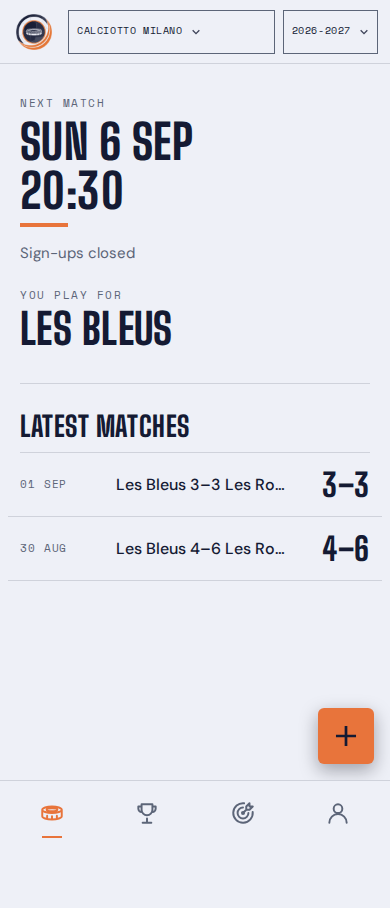 CALCIOTTO MILANO
2026-2027
NEXT MATCH
SUN 6 SEP
20:30
Sign-ups closed
YOU PLAY FOR
LES BLEUS
LATEST MATCHES
01 SEP Les Bleus 3–3 Les Ro… 3–3
30 AUG Les Bleus 4–6 Les Ro… 4–6